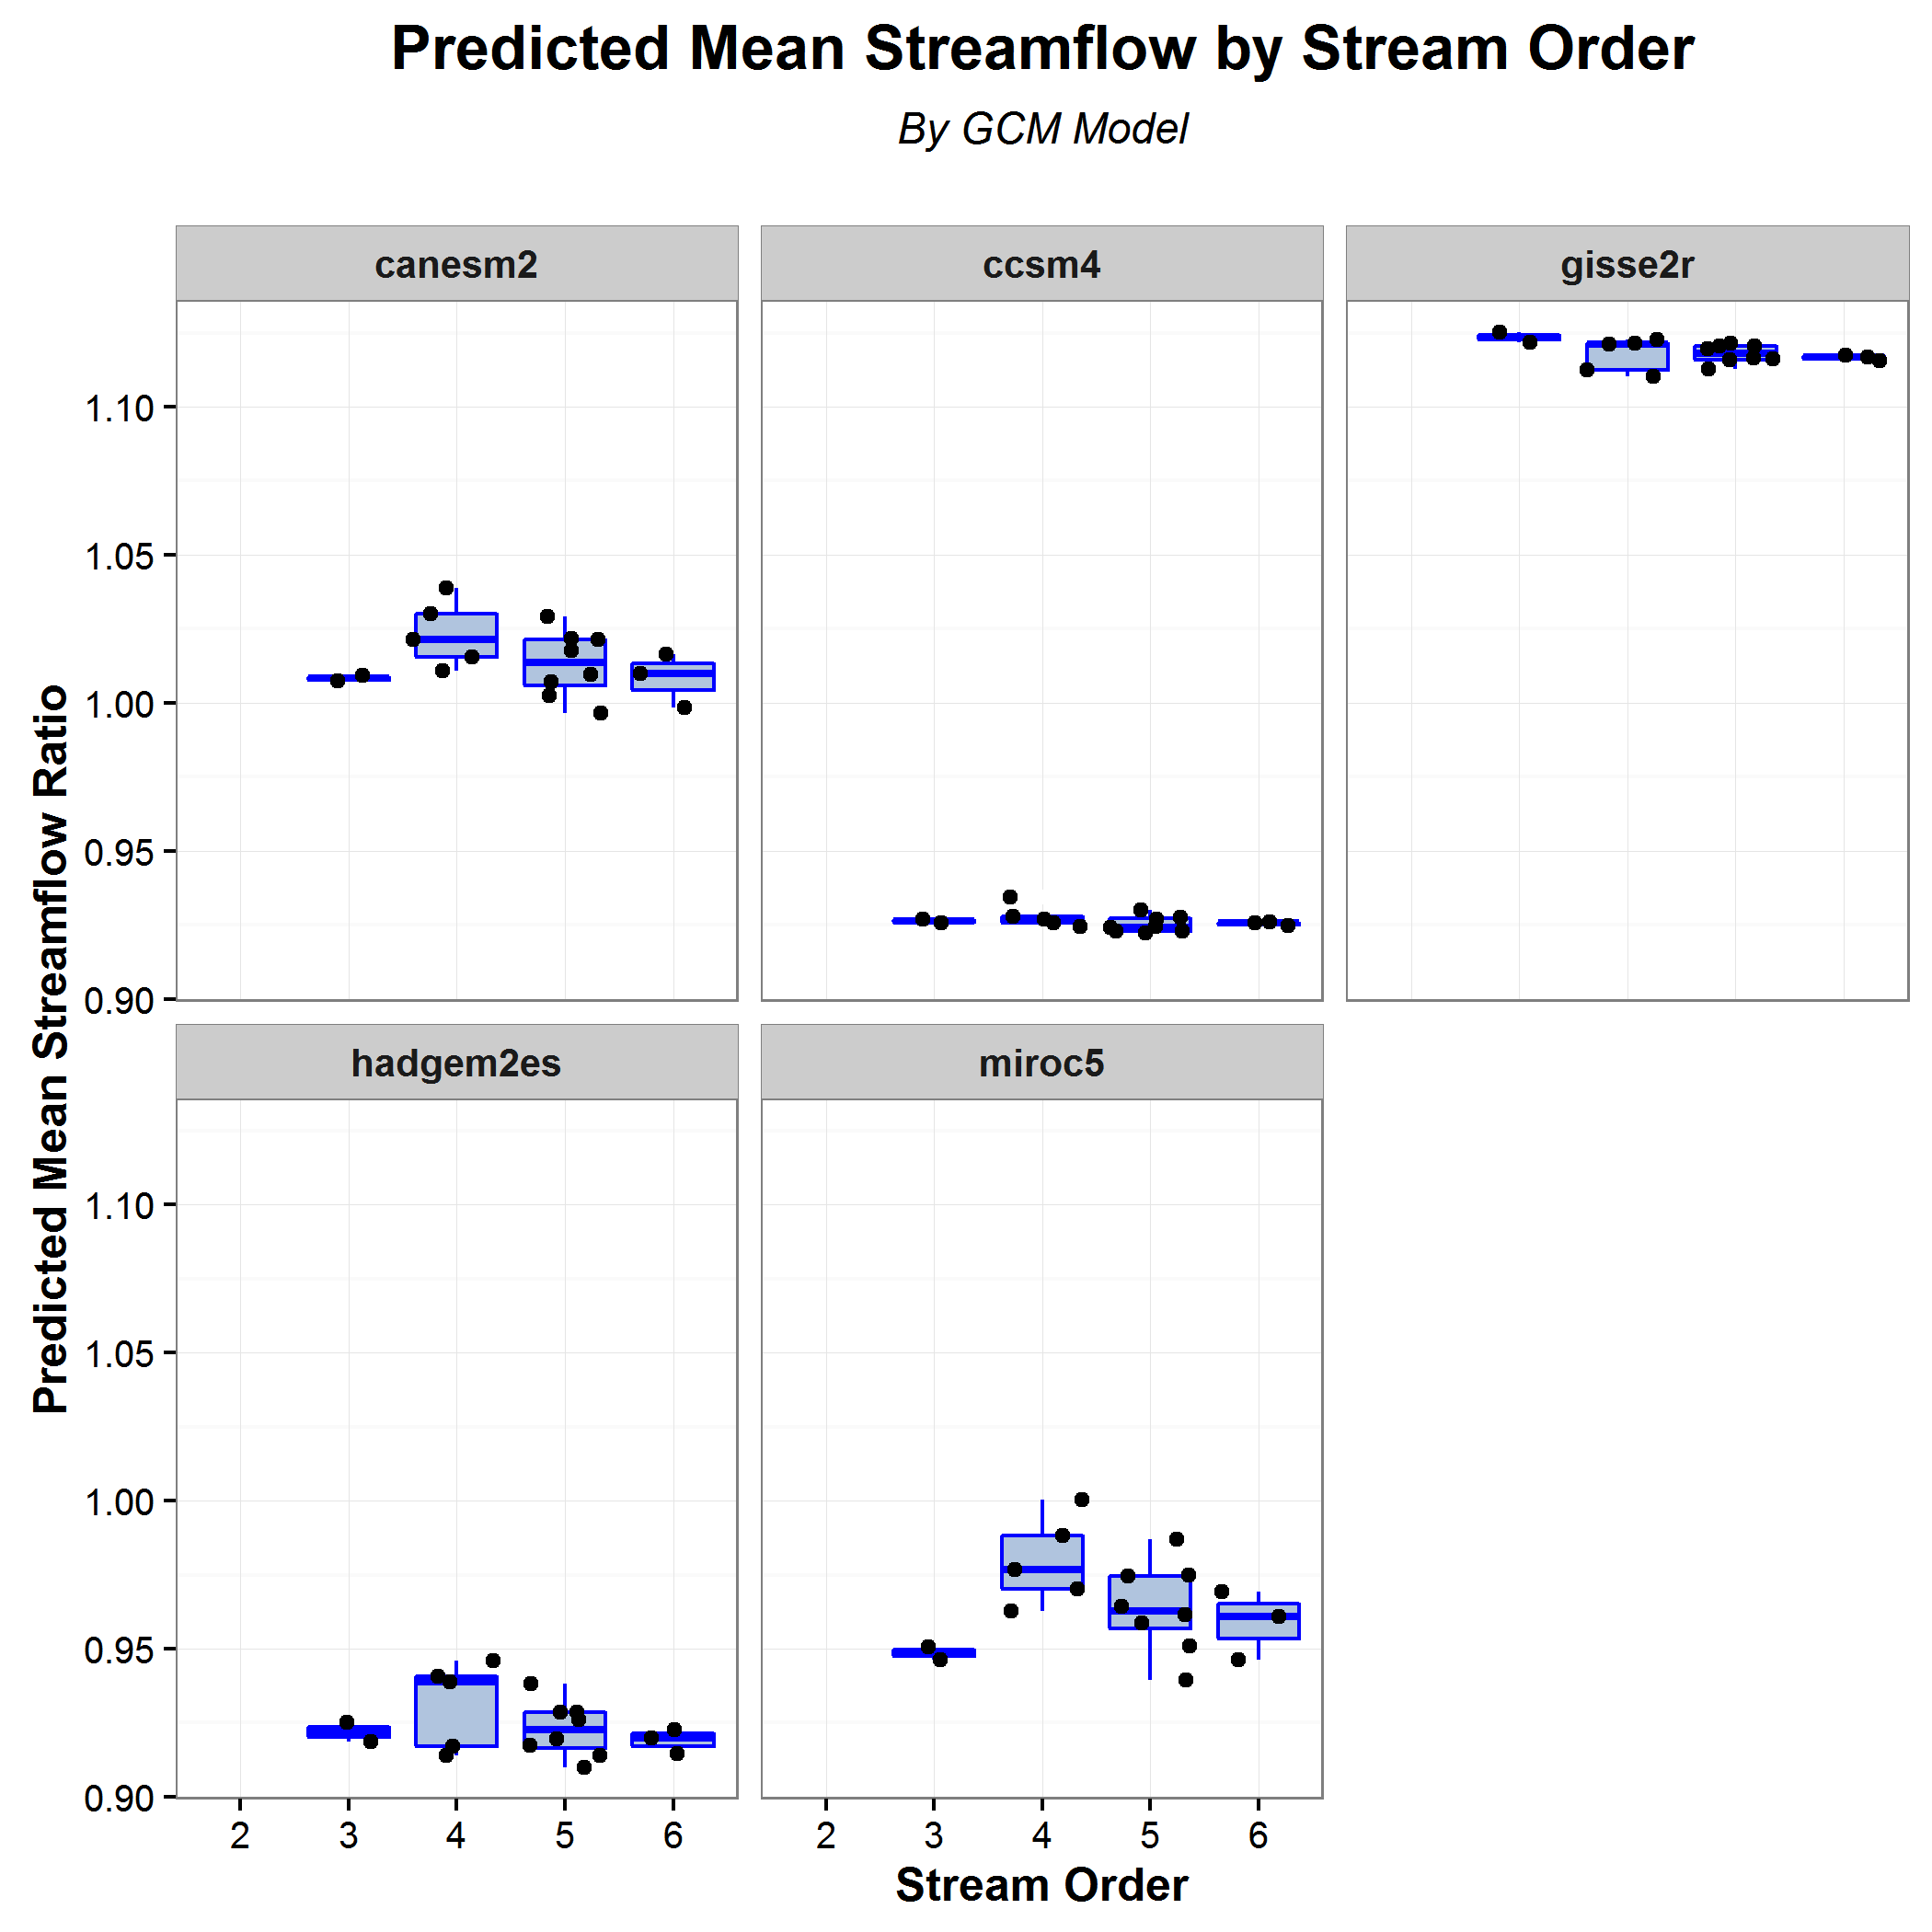 Predicted Mean Streamflow by Stream Order
By GCM Model
canesm2
ccsm4
gisse2r
1.10
1.05
1.00
0.95
0.90
Predicted Mean Streamflow Ratio
hadgem2es
miroc5
1.10
1.05
1.00
0.95
0.90
2 3 4 5 6
2 3 4 5 6
Stream Order